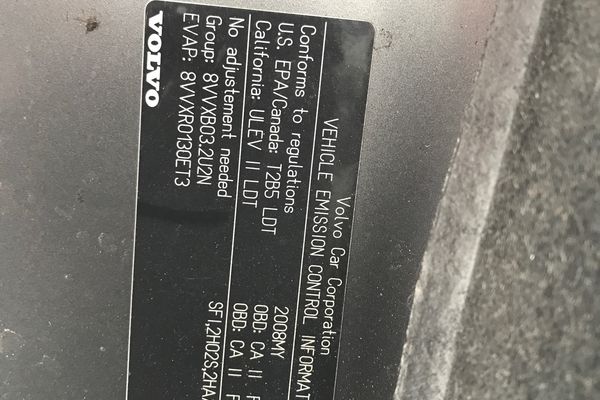 Volvo Car Corporation
VEHICLE EMISSION CONTROL INFORMAT
Conforms to regulations 2008MY
U.S. EPA/Canada: T2B5 LDT OBD: CA II F
California: ULEV II LDT OBD: CA II F
No adjustement needed SFI,2HO2S,2HA
Group: 8VVXB03.2U2N
EVAP: 8VVXR0130ET3
VOLVO